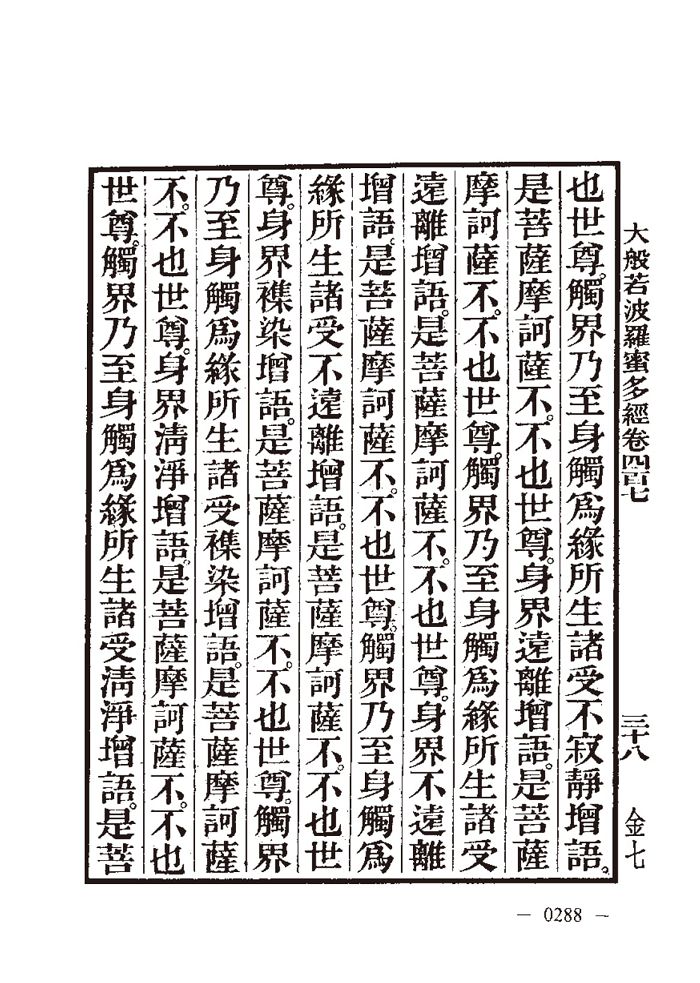 大般若波羅蜜多經卷四百七
三十八
金七
也世尊。觸界乃至身觸爲緣所生諸受不寂靜增語。
是菩薩摩訶薩不。不也世尊。身界遠離增語。是菩薩
摩訶薩不。不也世尊。觸界乃至身觸爲緣所生諸受
遠離增語。是菩薩摩訶薩不。不也世尊。身界不遠離
增語。是菩薩摩訶薩不。不也世尊。觸界乃至身觸爲
緣所生諸受不遠離增語。是菩薩摩訶薩不。不也世
尊。身界襍染增語。是菩薩摩訶薩不。不也世尊。觸界
乃至身觸爲緣所生諸受襍染增語。是菩薩摩訶薩
不。不也世尊。身界淸淨增語。是菩薩摩訶薩不。不也
世尊。觸界乃至身觸爲緣所生諸受淸淨增語。是菩
— 0288 —